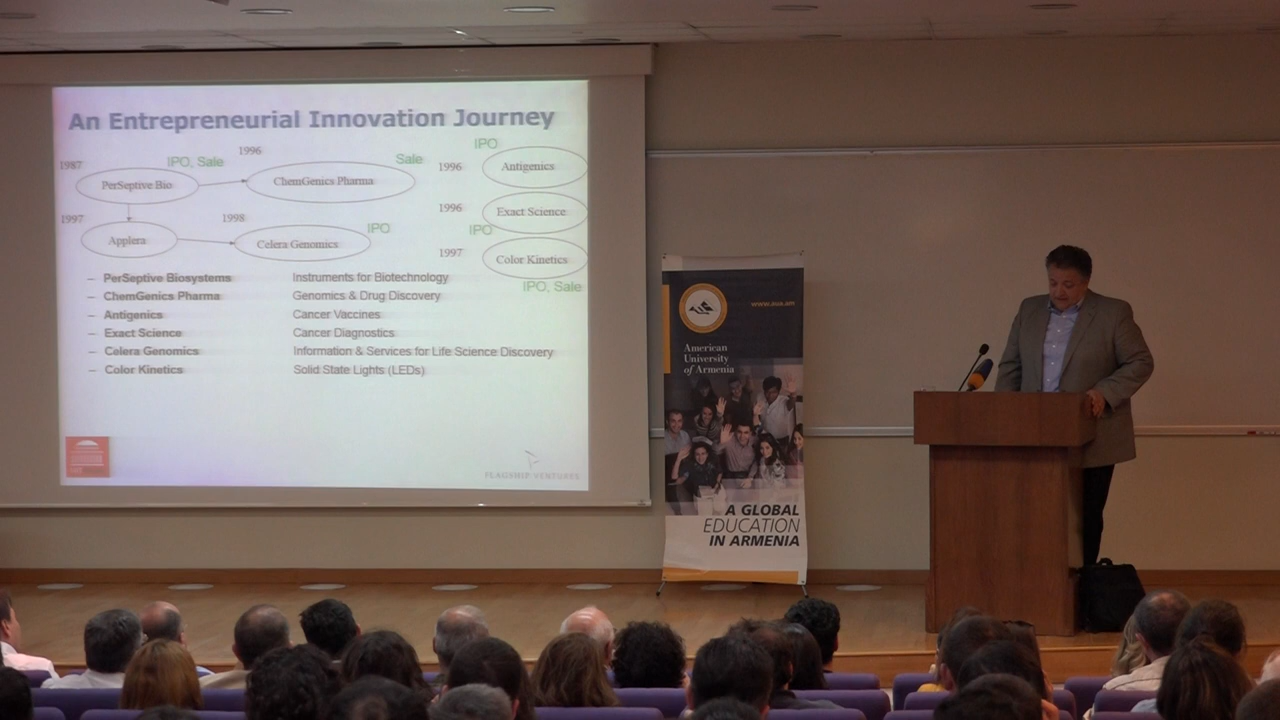 An Entrepreneurial Innovation Journey
1987
IPO, Sale
1996
Sale
IPO
1996
Antigenics
PerSeptive Bio
ChemGenics Pharma
1996
Exact Science
1997
1998
IPO
IPO
Applera
Celera Genomics
1997
Color Kinetics
IPO, Sale
– PerSeptive Biosystems Instruments for Biotechnology
– ChemGenics Pharma Genomics & Drug Discovery
– Antigenics Cancer Vaccines
– Exact Science Cancer Diagnostics
– Celera Genomics Information & Services for Life Science Discovery
– Color Kinetics Solid State Lights (LEDs)
FLAGSHIP VENTURES
www.aua.am
American
University
of Armenia
A GLOBAL
EDUCATION
IN ARMENIA